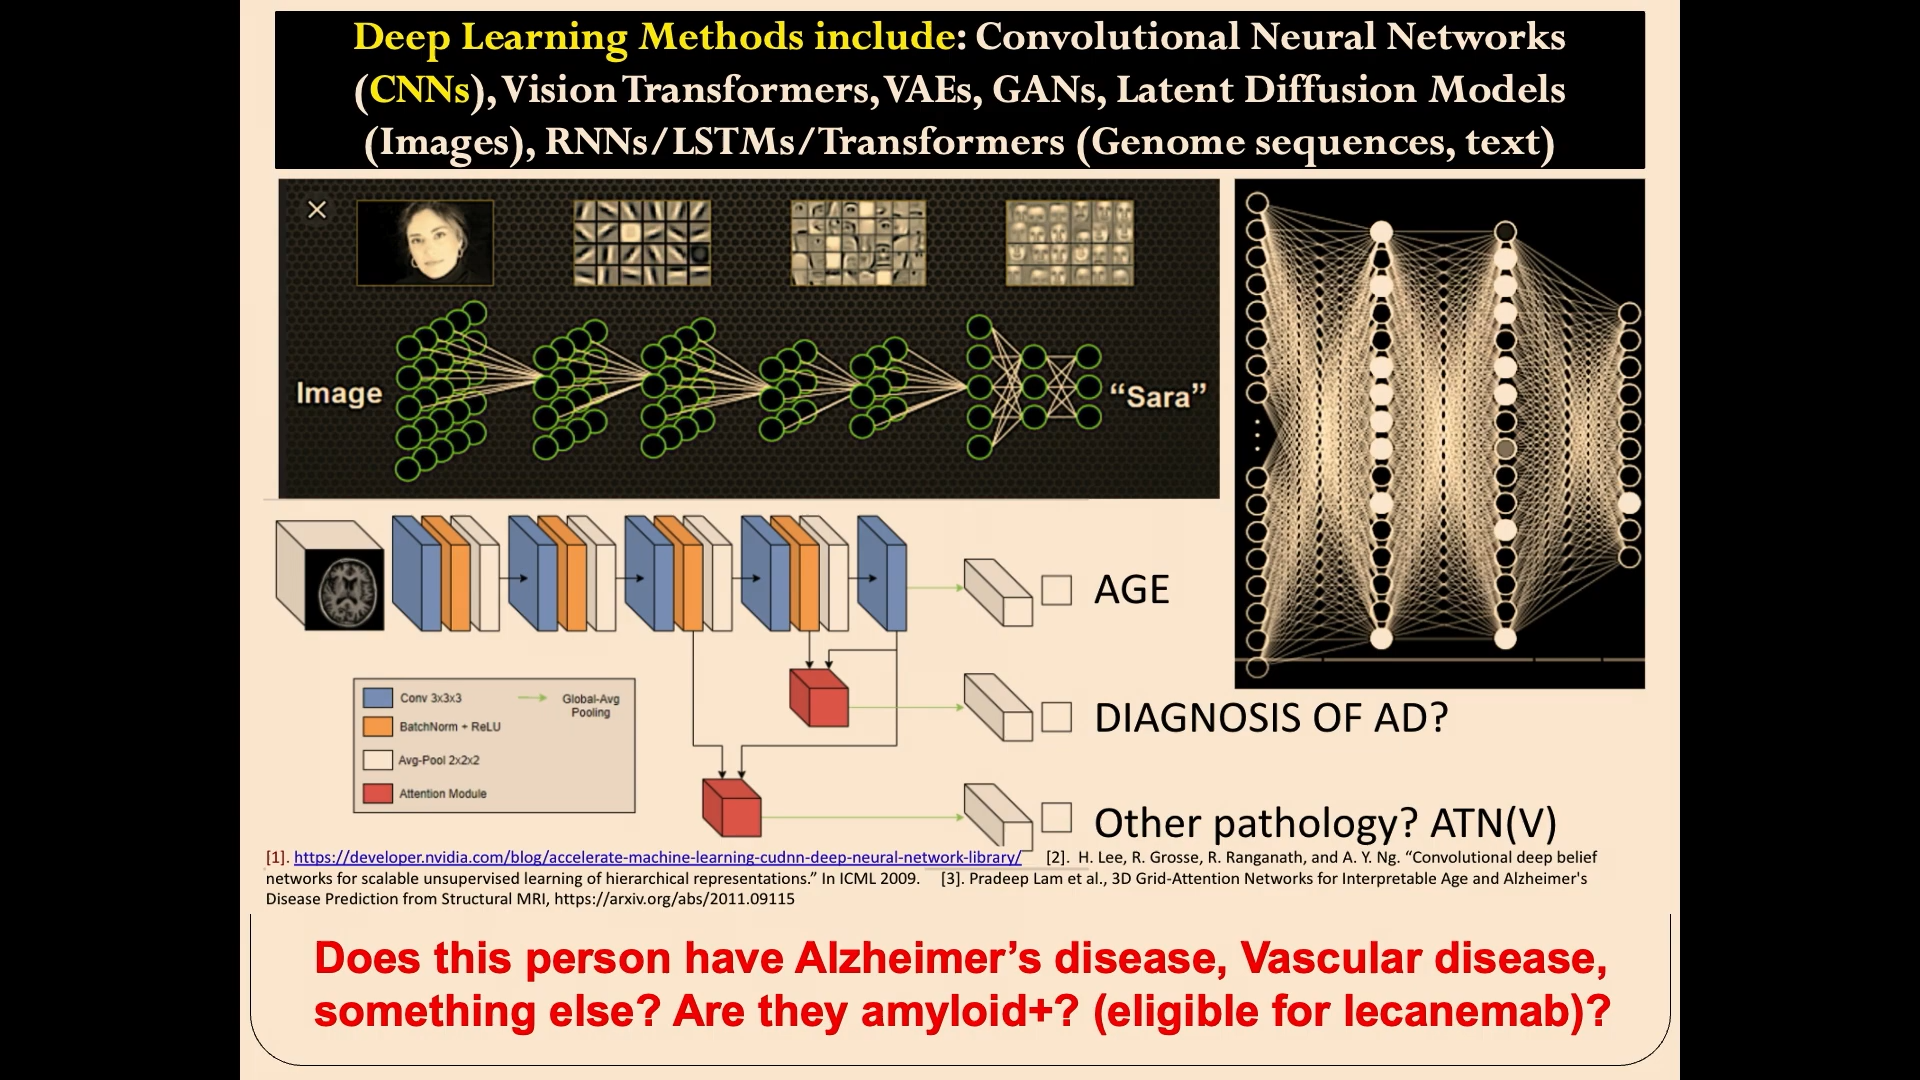 Deep Learning Methods include: Convolutional Neural Networks
(CNNs), Vision Transformers, VAEs, GANs, Latent Diffusion Models
(Images), RNNs/LSTMs/Transformers (Genome sequences, text)
Image
“Sara”
AGE
DIAGNOSIS OF AD?
Other pathology? ATN(V)
Conv 3x3x3
Global-Avg
Pooling
BatchNorm + ReLU
Avg-Pool 2x2x2
Attention Module
[1]. https://developer.nvidia.com/blog/accelerate-machine-learning-cudnn-deep-neural-network-library/ [2]. H. Lee, R. Grosse, R. Ranganath, and A. Y. Ng. “Convolutional deep belief
networks for scalable unsupervised learning of hierarchical representations.” In ICML 2009. [3]. Pradeep Lam et al., 3D Grid-Attention Networks for Interpretable Age and Alzheimer's
Disease Prediction from Structural MRI, https://arxiv.org/abs/2011.09115
Does this person have Alzheimer’s disease, Vascular disease,
something else? Are they amyloid+? (eligible for lecanemab)?